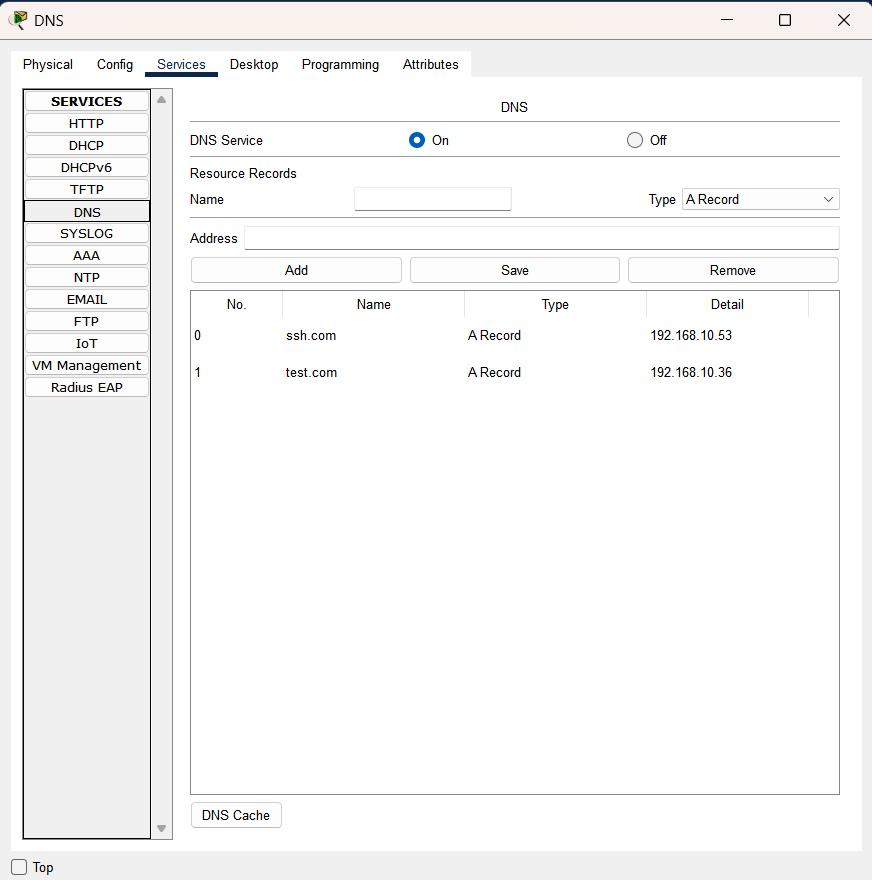 DNS
Physical Config Services Desktop Programming Attributes
SERVICES
HTTP
DHCP
DHCPv6
TFTP
DNS
SYSLOG
AAA
NTP
EMAIL
FTP
IoT
VM Management
Radius EAP
DNS
DNS Service On Off
Resource Records
Name Type A Record
Address
Add Save Remove
No. Name Type Detail
0 ssh.com A Record 192.168.10.53
1 test.com A Record 192.168.10.36
DNS Cache
Top